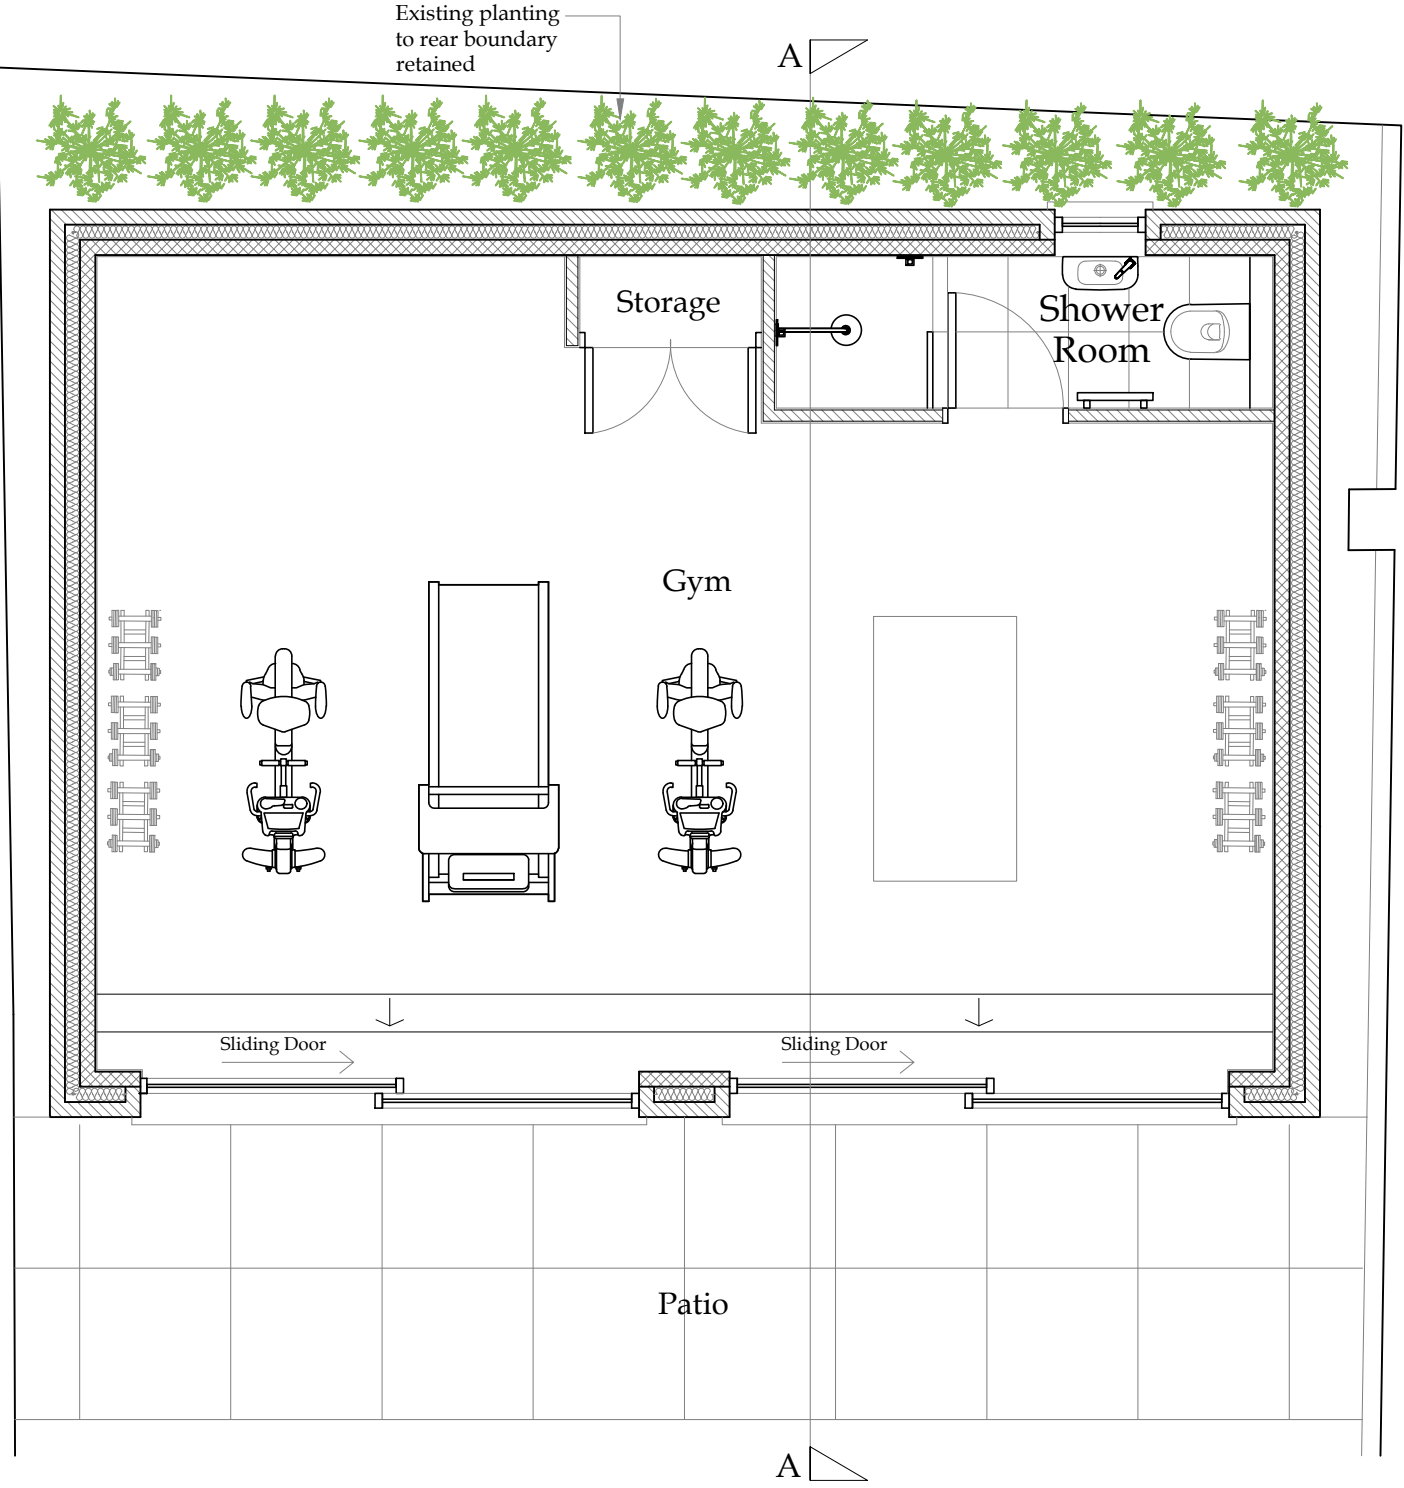 Existing planting
to rear boundary
retained
A
Storage
Shower
Room
Gym
Sliding Door
Sliding Door
Patio
A